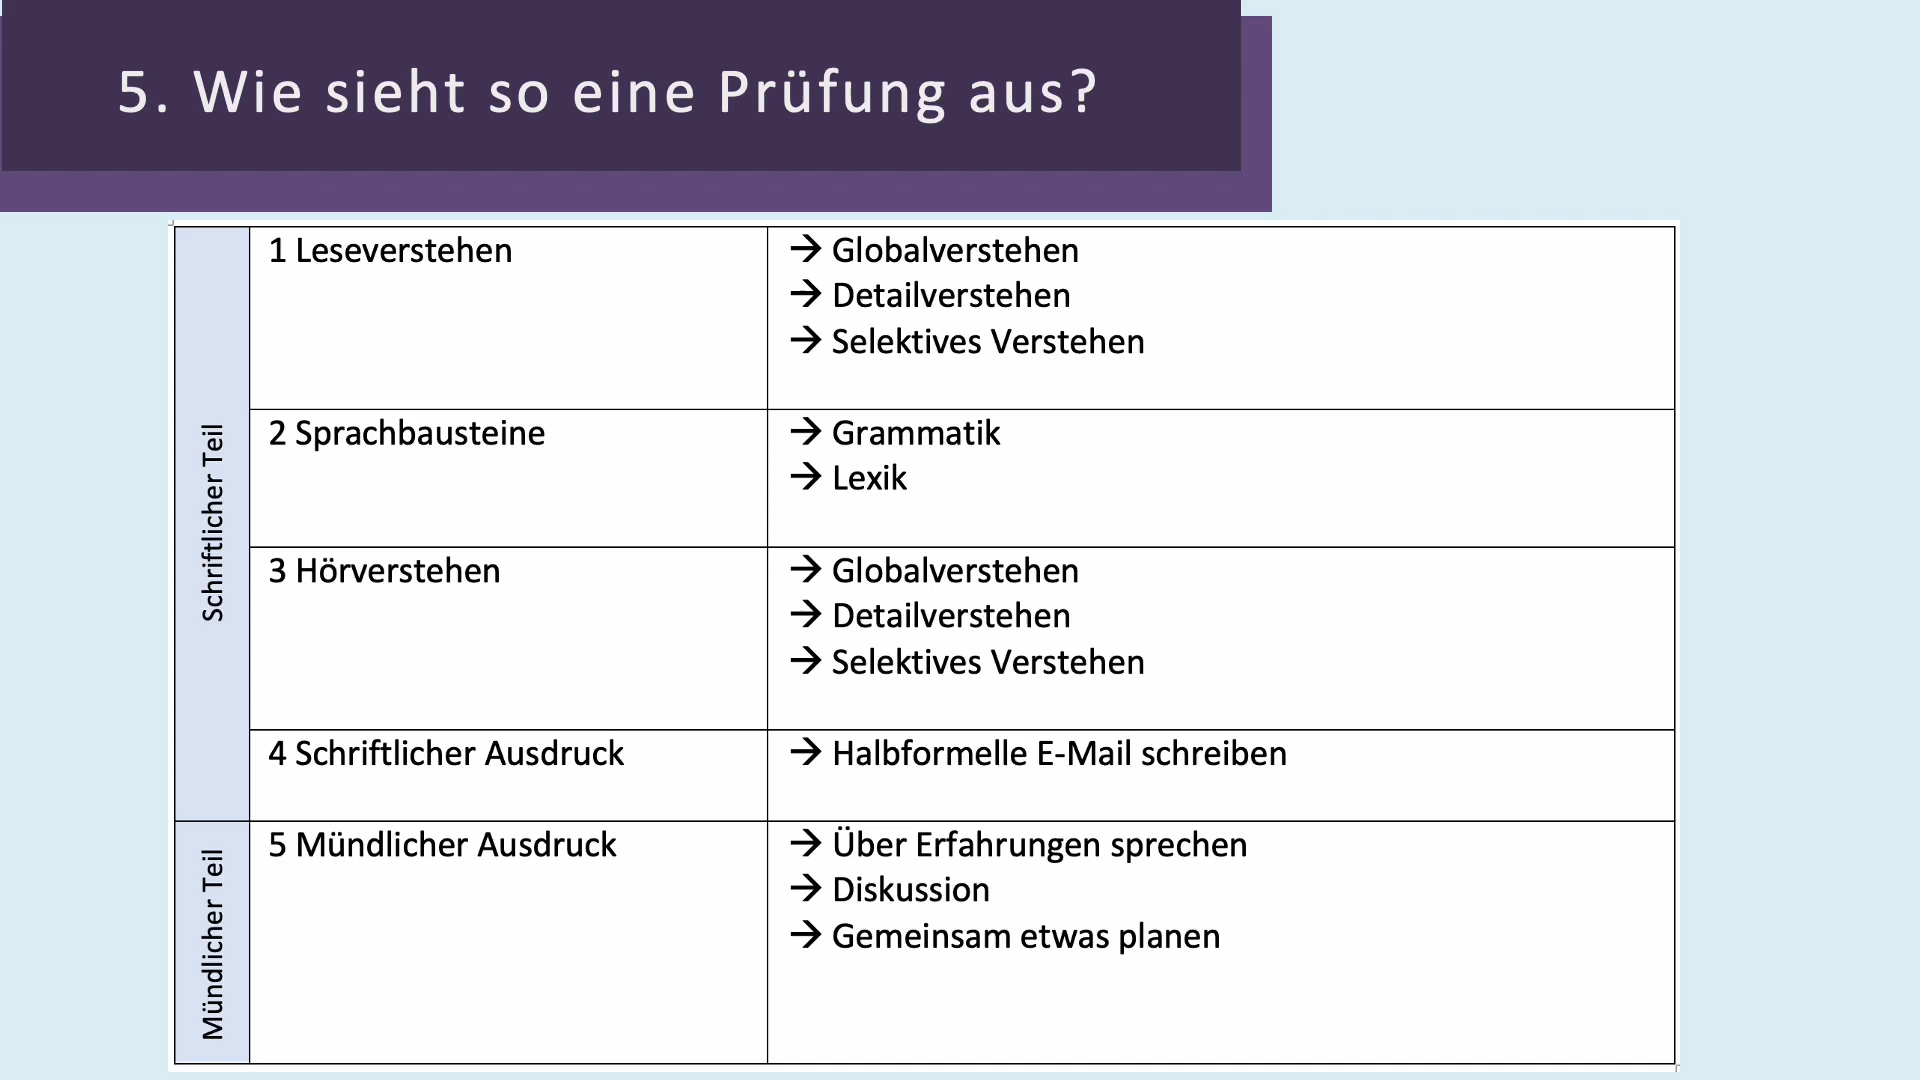 5. Wie sieht so eine Prüfung aus?
Schriftlicher Teil
1 Leseverstehen
→ Globalverstehen
→ Detailverstehen
→ Selektives Verstehen
2 Sprachbausteine
→ Grammatik
→ Lexik
3 Hörverstehen
→ Globalverstehen
→ Detailverstehen
→ Selektives Verstehen
4 Schriftlicher Ausdruck
→ Halbformelle E-Mail schreiben
Mündlicher Teil
5 Mündlicher Ausdruck
→ Über Erfahrungen sprechen
→ Diskussion
→ Gemeinsam etwas planen